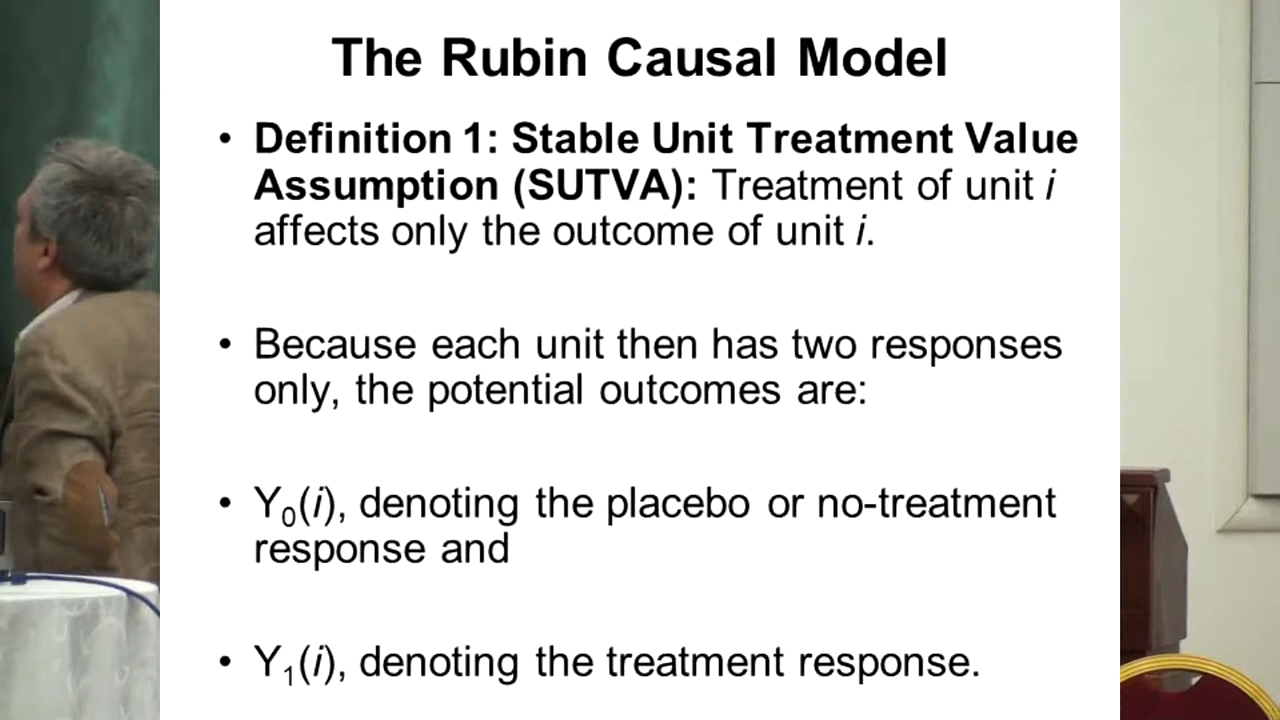 The Rubin Causal Model
• Definition 1: Stable Unit Treatment Value
Assumption (SUTVA): Treatment of unit i
affects only the outcome of unit i.
• Because each unit then has two responses
only, the potential outcomes are:
• Y₀(i), denoting the placebo or no-treatment
response and
• Y₁(i), denoting the treatment response.